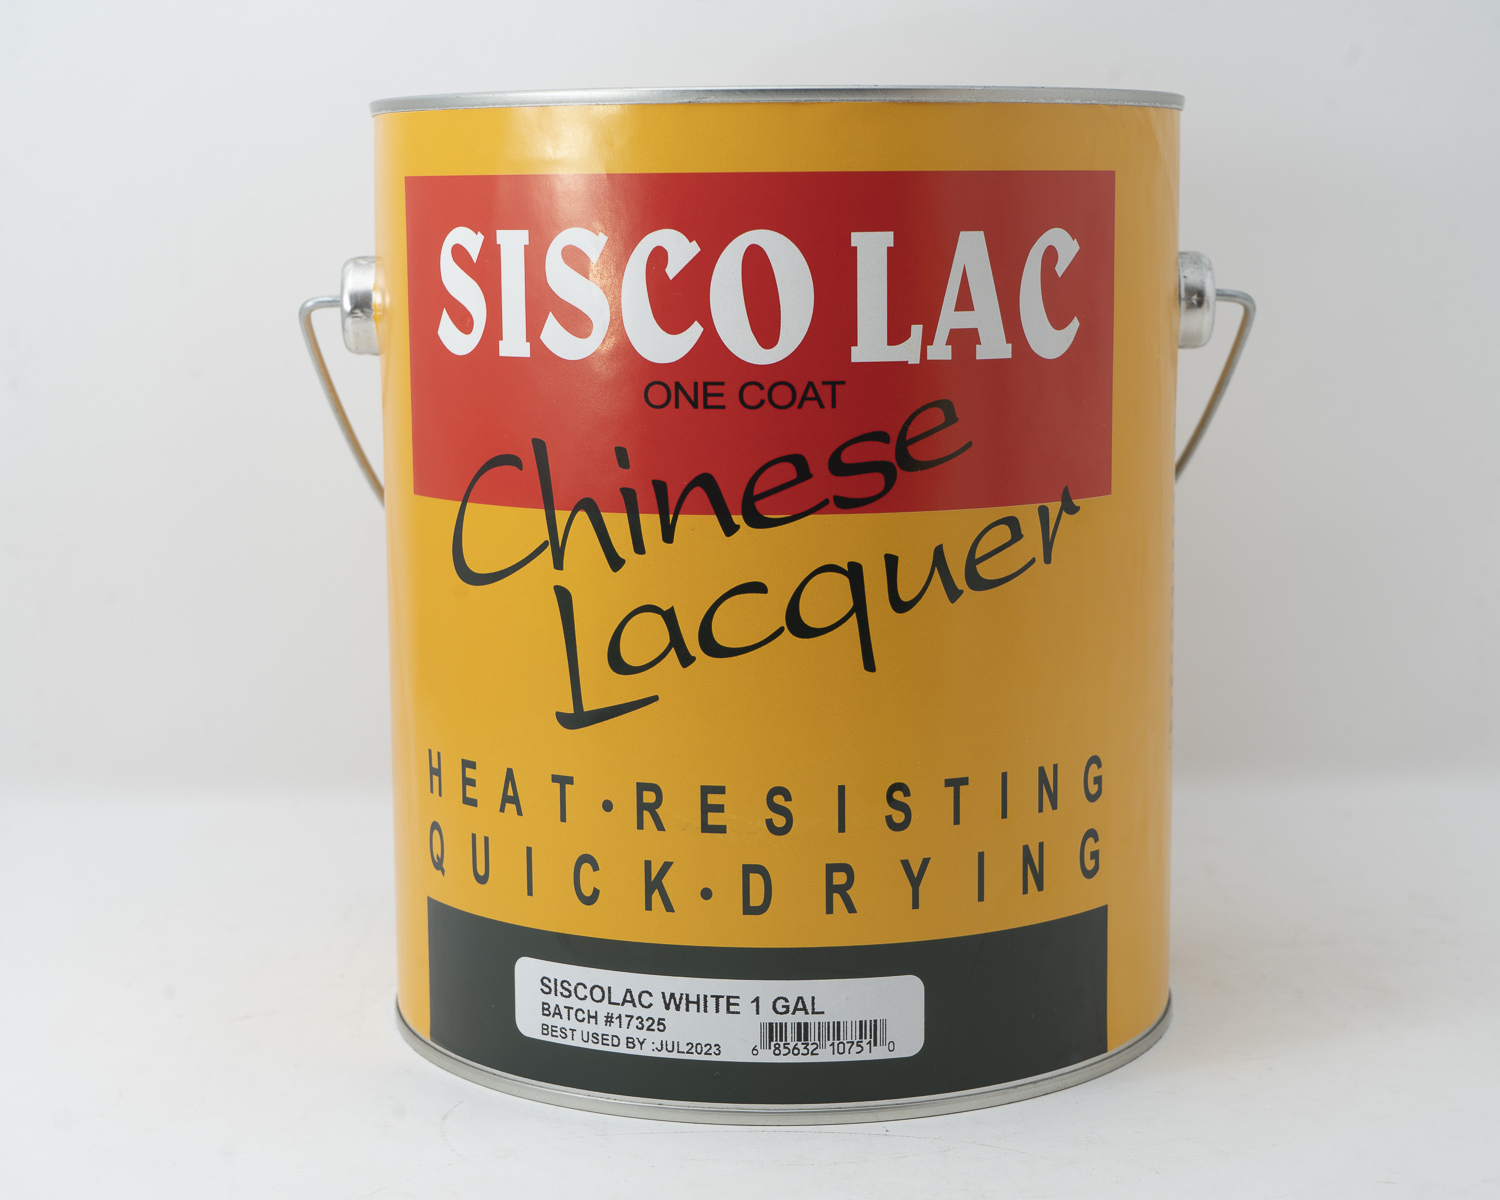 SISCO LAC
ONE COAT
Chinese
Lacquer
HEAT·RESISTING
QUICK·DRYING
SISCOLAC WHITE 1 GAL
BATCH #17325
BEST USED BY :JUL2023
6 85632 10751 0